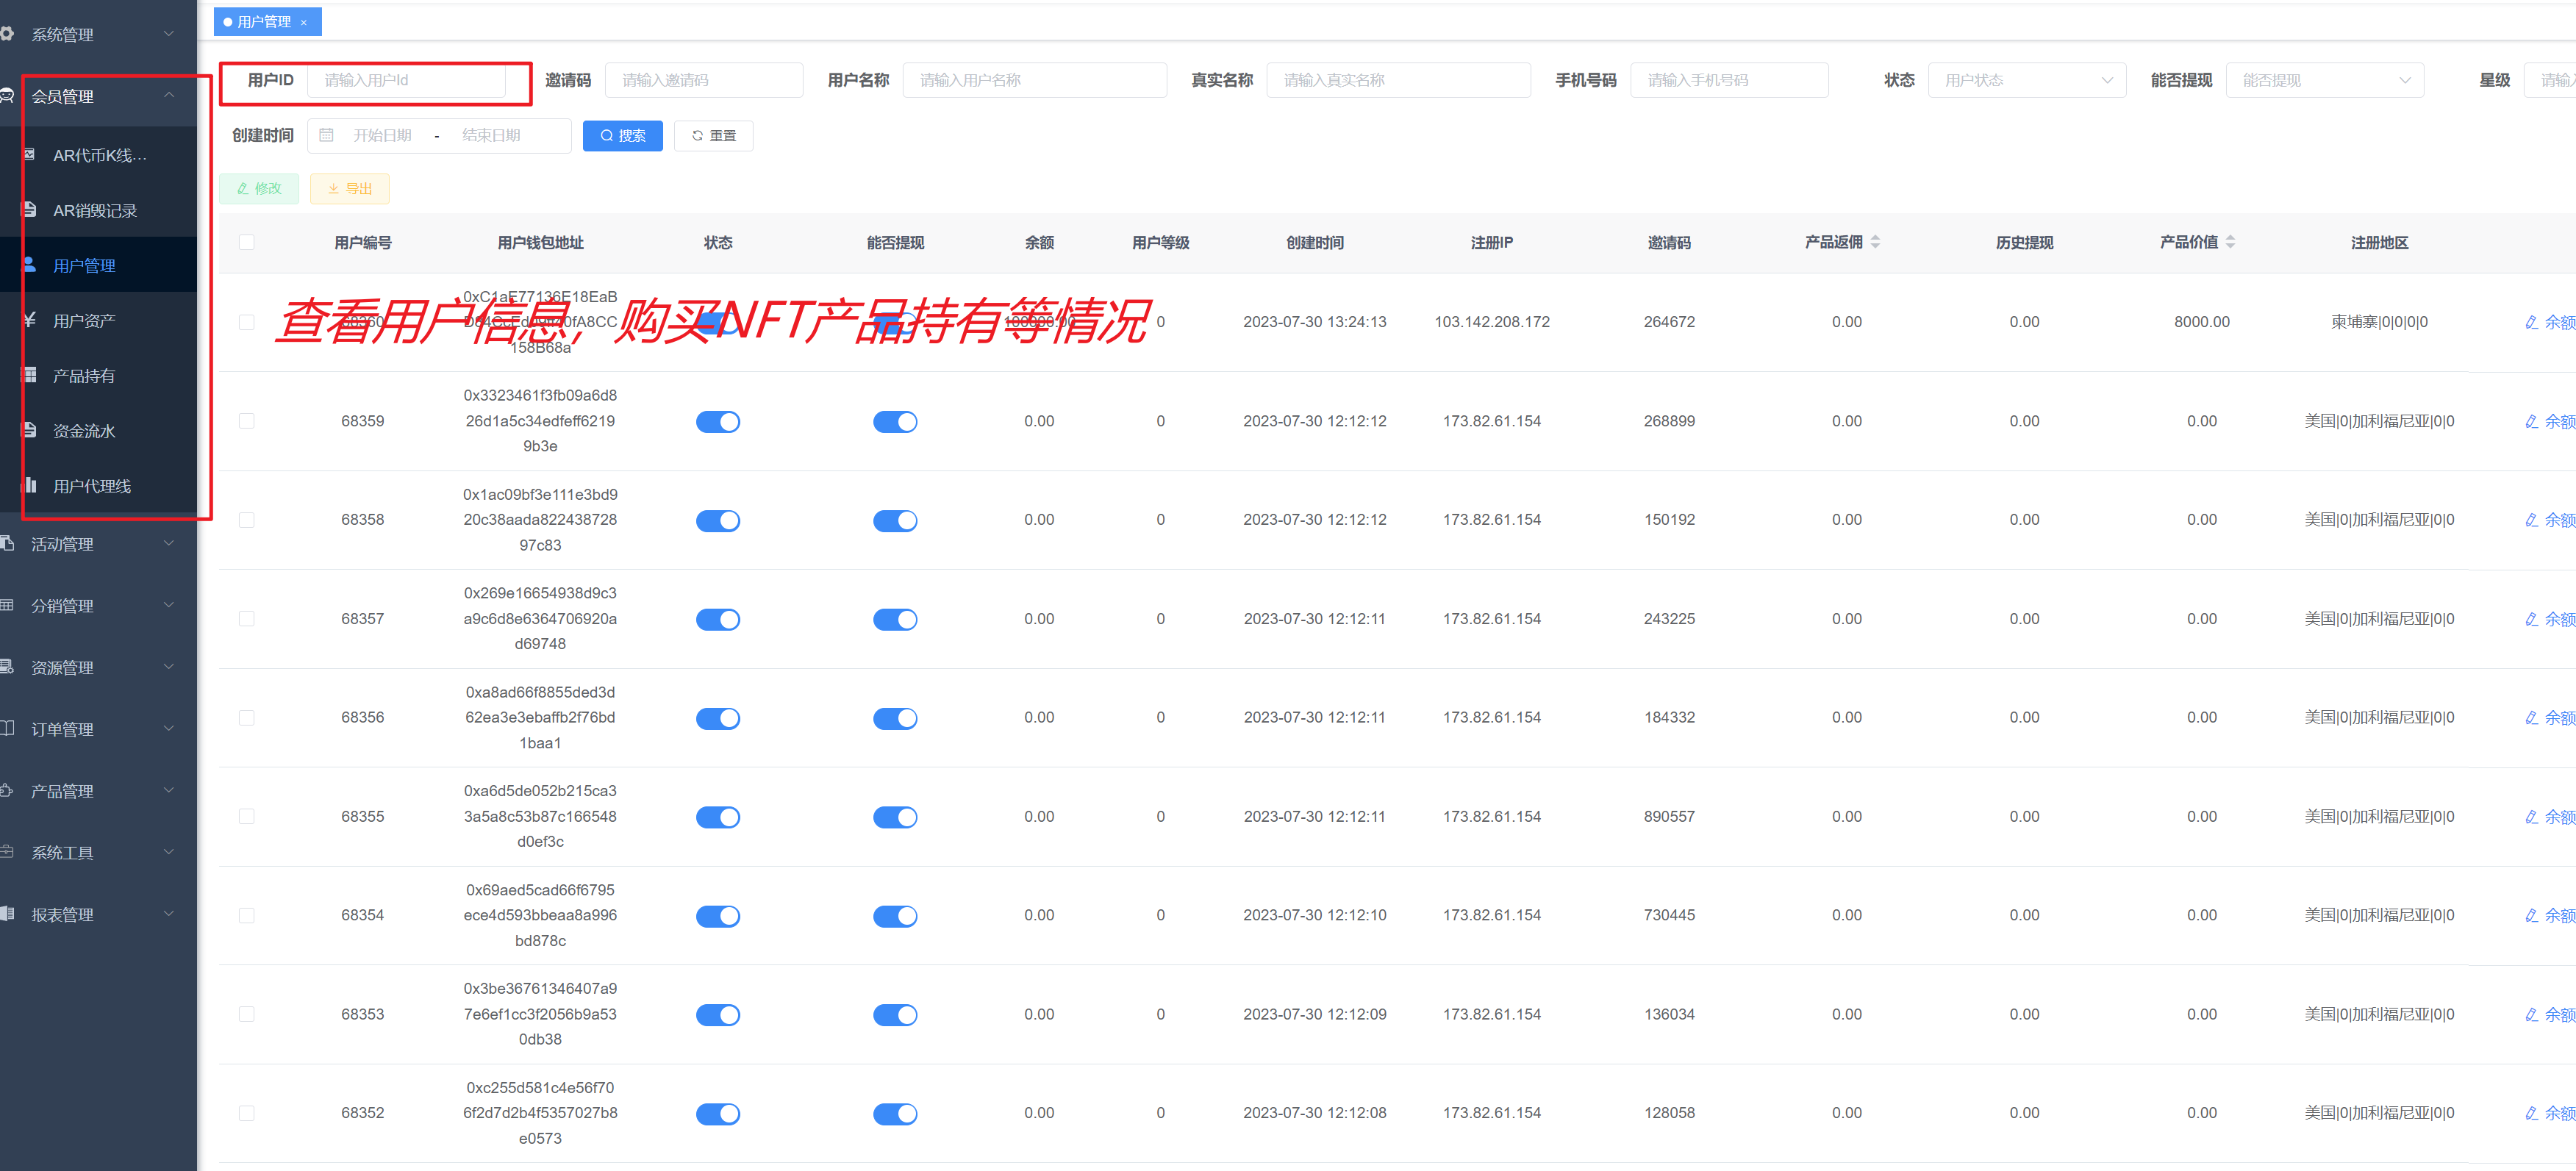 系统管理
会员管理
AR代币K线...
AR销毁记录
用户管理
用户资产
产品持有
资金流水
用户代理线
活动管理
分销管理
资源管理
订单管理
产品管理
系统工具
报表管理
用户管理 ×
用户ID 请输入用户Id 邀请码 请输入邀请码 用户名称 请输入用户名称 真实名称 请输入真实名称 手机号码 请输入手机号码 状态 用户状态 能否提现 能否提现 星级 请输
创建时间 开始日期 - 结束日期 搜索 重置
修改 导出
用户编号 用户钱包地址 状态 能否提现 余额 用户等级 创建时间 注册IP 邀请码 产品返佣 历史提现 产品价值 注册地区
查看用户信息，购买NFT产品持有等情况
68360 100000.00 0 2023-07-30 13:24:13 103.142.208.172 264672 0.00 0.00 8000.00 柬埔寨|0|0|0|0 余额
0xC1aE77136E18EaB
158B68a
0x3323461f3fb09a6d8
68359 26d1a5c34edfeff6219 0.00 0 2023-07-30 12:12:12 173.82.61.154 268899 0.00 0.00 0.00 美国|0|加利福尼亚|0|0 余额
9b3e
0x1ac09bf3e111e3bd9
68358 20c38aada822438728 0.00 0 2023-07-30 12:12:12 173.82.61.154 150192 0.00 0.00 0.00 美国|0|加利福尼亚|0|0 余额
97c83
0x269e16654938d9c3
68357 a9c6d8e6364706920a 0.00 0 2023-07-30 12:12:11 173.82.61.154 243225 0.00 0.00 0.00 美国|0|加利福尼亚|0|0 余额
d69748
0xa8ad66f8855ded3d
68356 62ea3e3ebaffb2f76bd 0.00 0 2023-07-30 12:12:11 173.82.61.154 184332 0.00 0.00 0.00 美国|0|加利福尼亚|0|0 余额
1baa1
0xa6d5de052b215ca3
68355 3a5a8c53b87c166548 0.00 0 2023-07-30 12:12:11 173.82.61.154 890557 0.00 0.00 0.00 美国|0|加利福尼亚|0|0 余额
d0ef3c
0x69aed5cad66f6795
68354 ece4d593bbeaa8a996 0.00 0 2023-07-30 12:12:10 173.82.61.154 730445 0.00 0.00 0.00 美国|0|加利福尼亚|0|0 余额
bd878c
0x3be36761346407a9
68353 7e6ef1cc3f2056b9a53 0.00 0 2023-07-30 12:12:09 173.82.61.154 136034 0.00 0.00 0.00 美国|0|加利福尼亚|0|0 余额
0db38
0xc255d581c4e56f70
68352 6f2d7d2b4f5357027b8 0.00 0 2023-07-30 12:12:08 173.82.61.154 128058 0.00 0.00 0.00 美国|0|加利福尼亚|0|0 余额
e0573